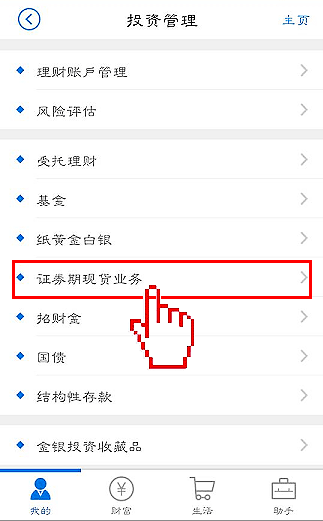 投资管理 主页
理财账户管理
风险评估
受托理财
基金
纸黄金白银
证券期现货业务
招财金
国债
结构性存款
金银投资收藏品
我的 财富 生活 助手